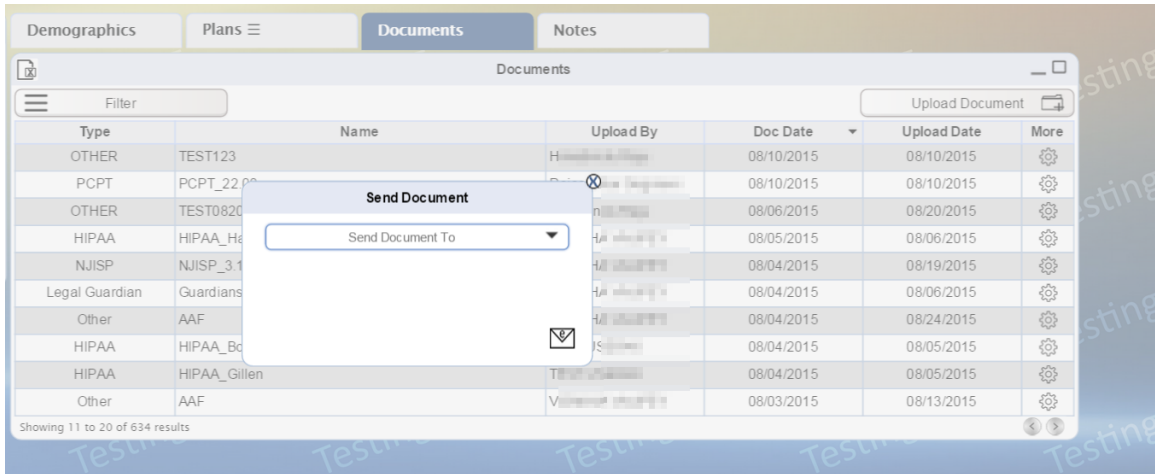 Demographics Plans ☰ Documents Notes
Documents
Filter Upload Document
Type Name Upload By Doc Date Upload Date More
OTHER TEST123 08/10/2015 08/10/2015
PCPT 08/10/2015 08/10/2015
Send Document
OTHER 08/06/2015 08/20/2015
HIPAA Send Document To 08/05/2015 08/06/2015
NJISP 08/04/2015 08/19/2015
Legal Guardian 08/04/2015 08/06/2015
Other AAF 08/04/2015 08/24/2015
HIPAA 08/04/2015 08/05/2015
HIPAA HIPAA_Gillen 08/04/2015 08/05/2015
Other AAF 08/03/2015 08/13/2015
Showing 11 to 20 of 634 results
Testing Testing Testing Testing Testing